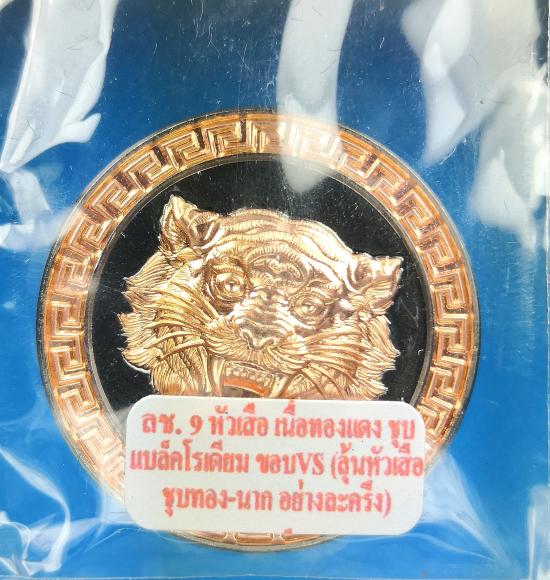 ลช. 9 หัวเสือ เนื้อทองแดง ชุบ
แบล็คโรเดียม ขอบVS (ลุ้นหัวเสือ
ชุบทอง-นาก อย่างละครึ่ง)